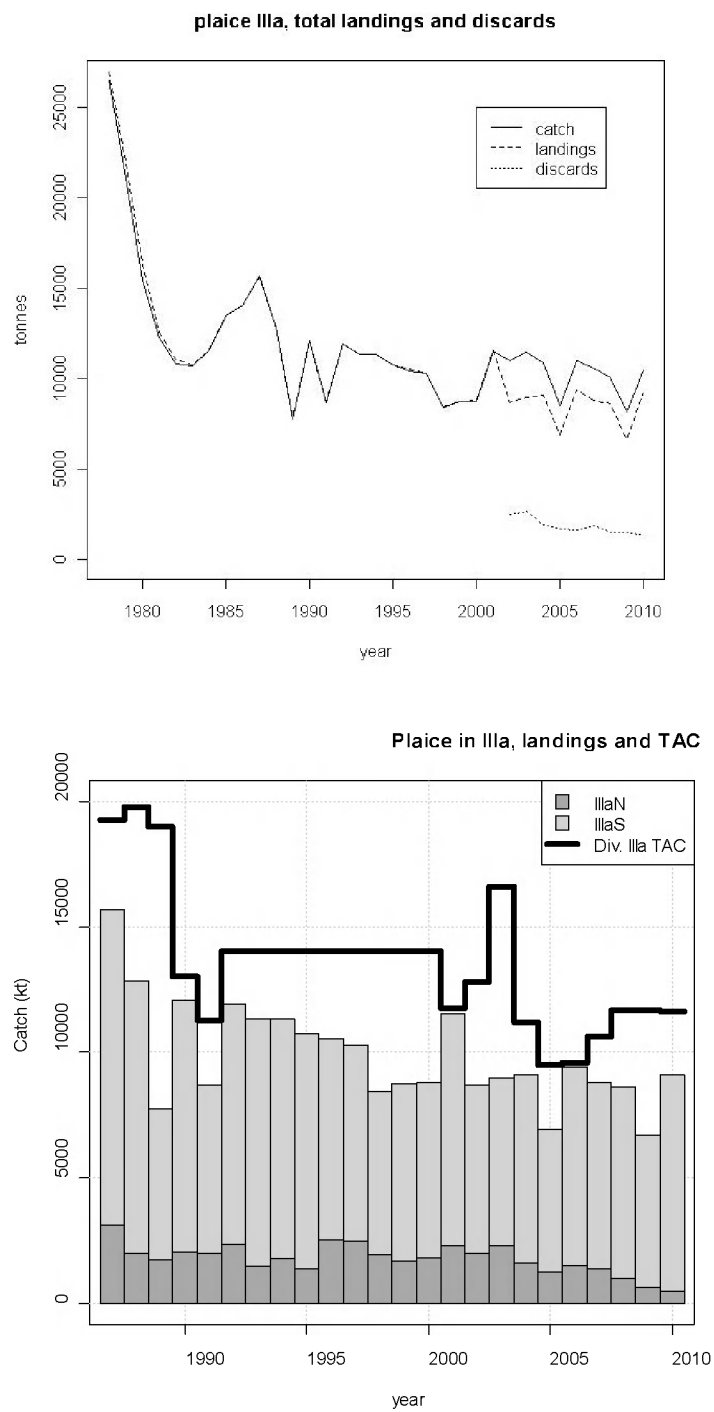 plaice IIIa, total landings and discards
25000
20000
15000
10000
5000
0
tonnes
catch
landings
discards
1980
1985
1990
1995
2000
2005
2010
year
Plaice in IIIa, landings and TAC
20000
15000
10000
5000
0
Catch (kt)
IIIaN
IIIaS
Div. IIIa TAC
1990
1995
2000
2005
2010
year